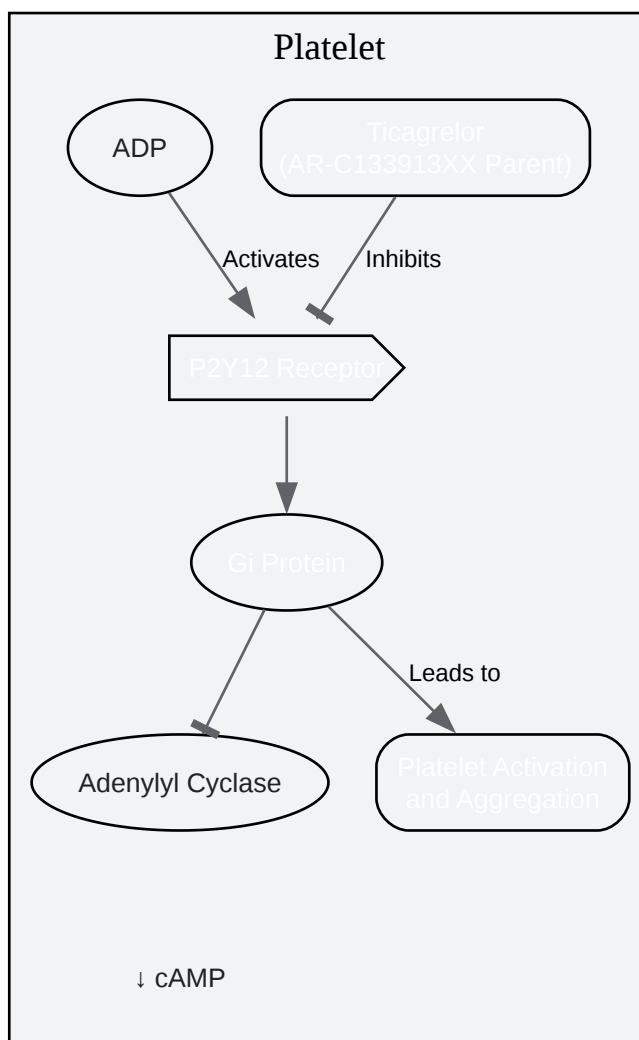 Platelet
ADP
Ticagrelor
(AR-C133913XX Parent)
Activates
Inhibits
P2Y12 Receptor
Gi Protein
Leads to
Adenylyl Cyclase
Platelet Activation
and Aggregation
↓ cAMP